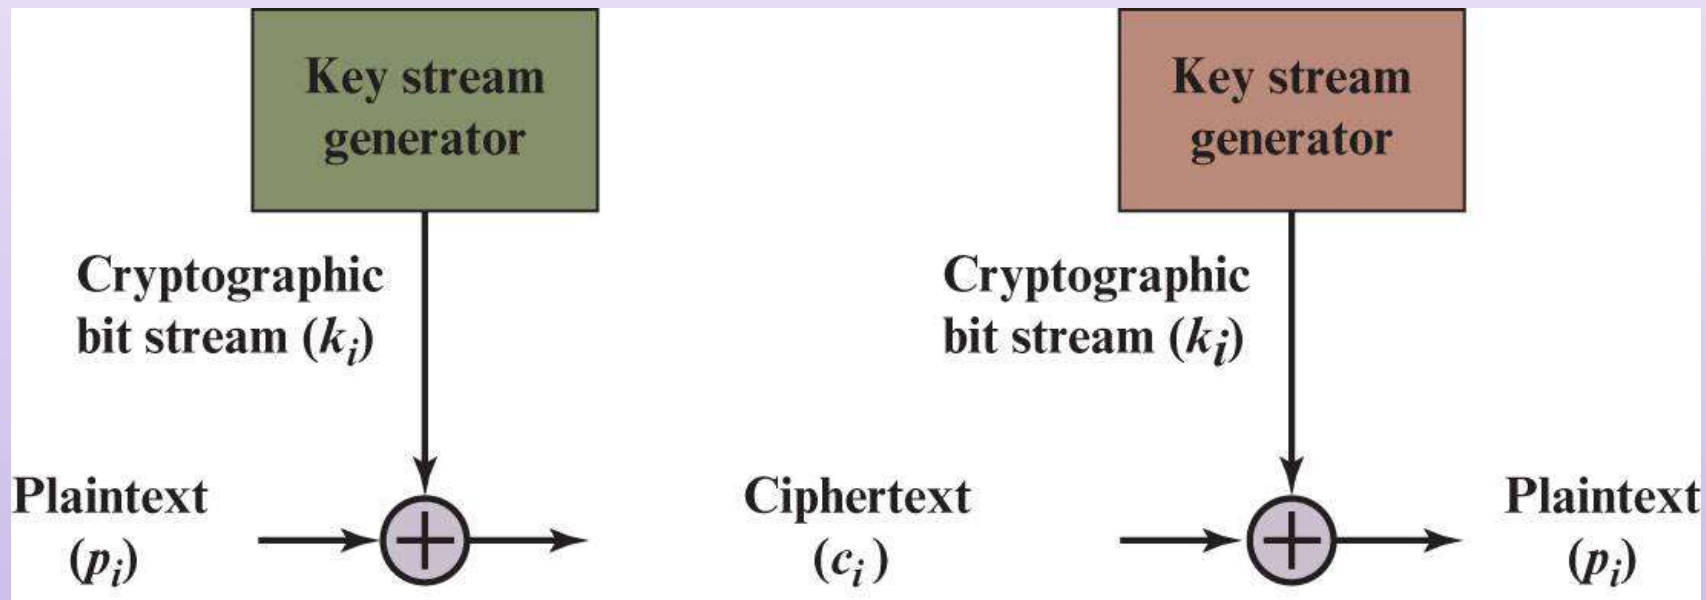 Key stream
generator
Key stream
generator
Cryptographic
bit stream (kᵢ)
Cryptographic
bit stream (kᵢ)
Plaintext
(pᵢ)
Ciphertext
(cᵢ)
Plaintext
(pᵢ)